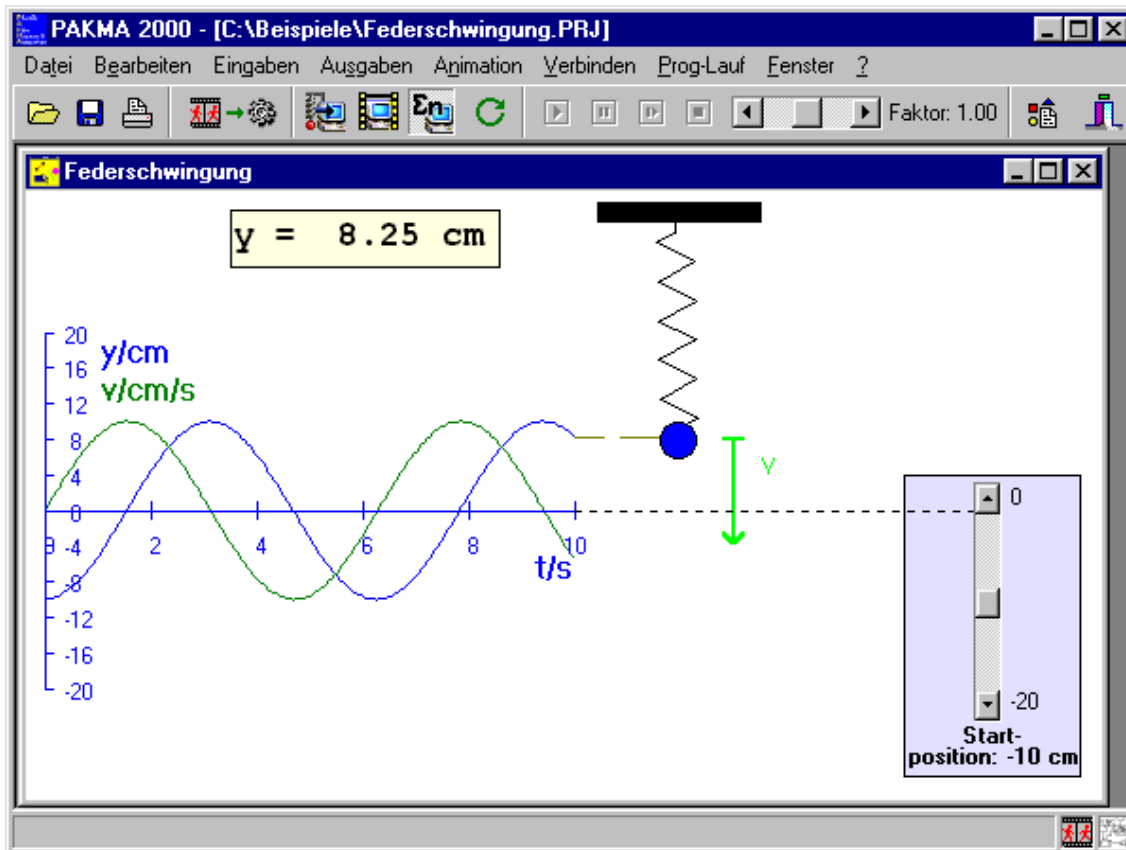 PAKMA 2000 - [C:\Beispiele\Federschwingung.PRJ]
Datei Bearbeiten Eingaben Ausgaben Animation Verbinden Prog-Lauf Fenster ?
Σn Faktor: 1.00
Federschwingung
y = 8.25 cm
20
y/cm
16
v/cm/s
12
8
4
0
-4
0 2 4 6 8 10
t/s
-8
-12
-16
-20
v
0
-20
Start-
position: -10 cm